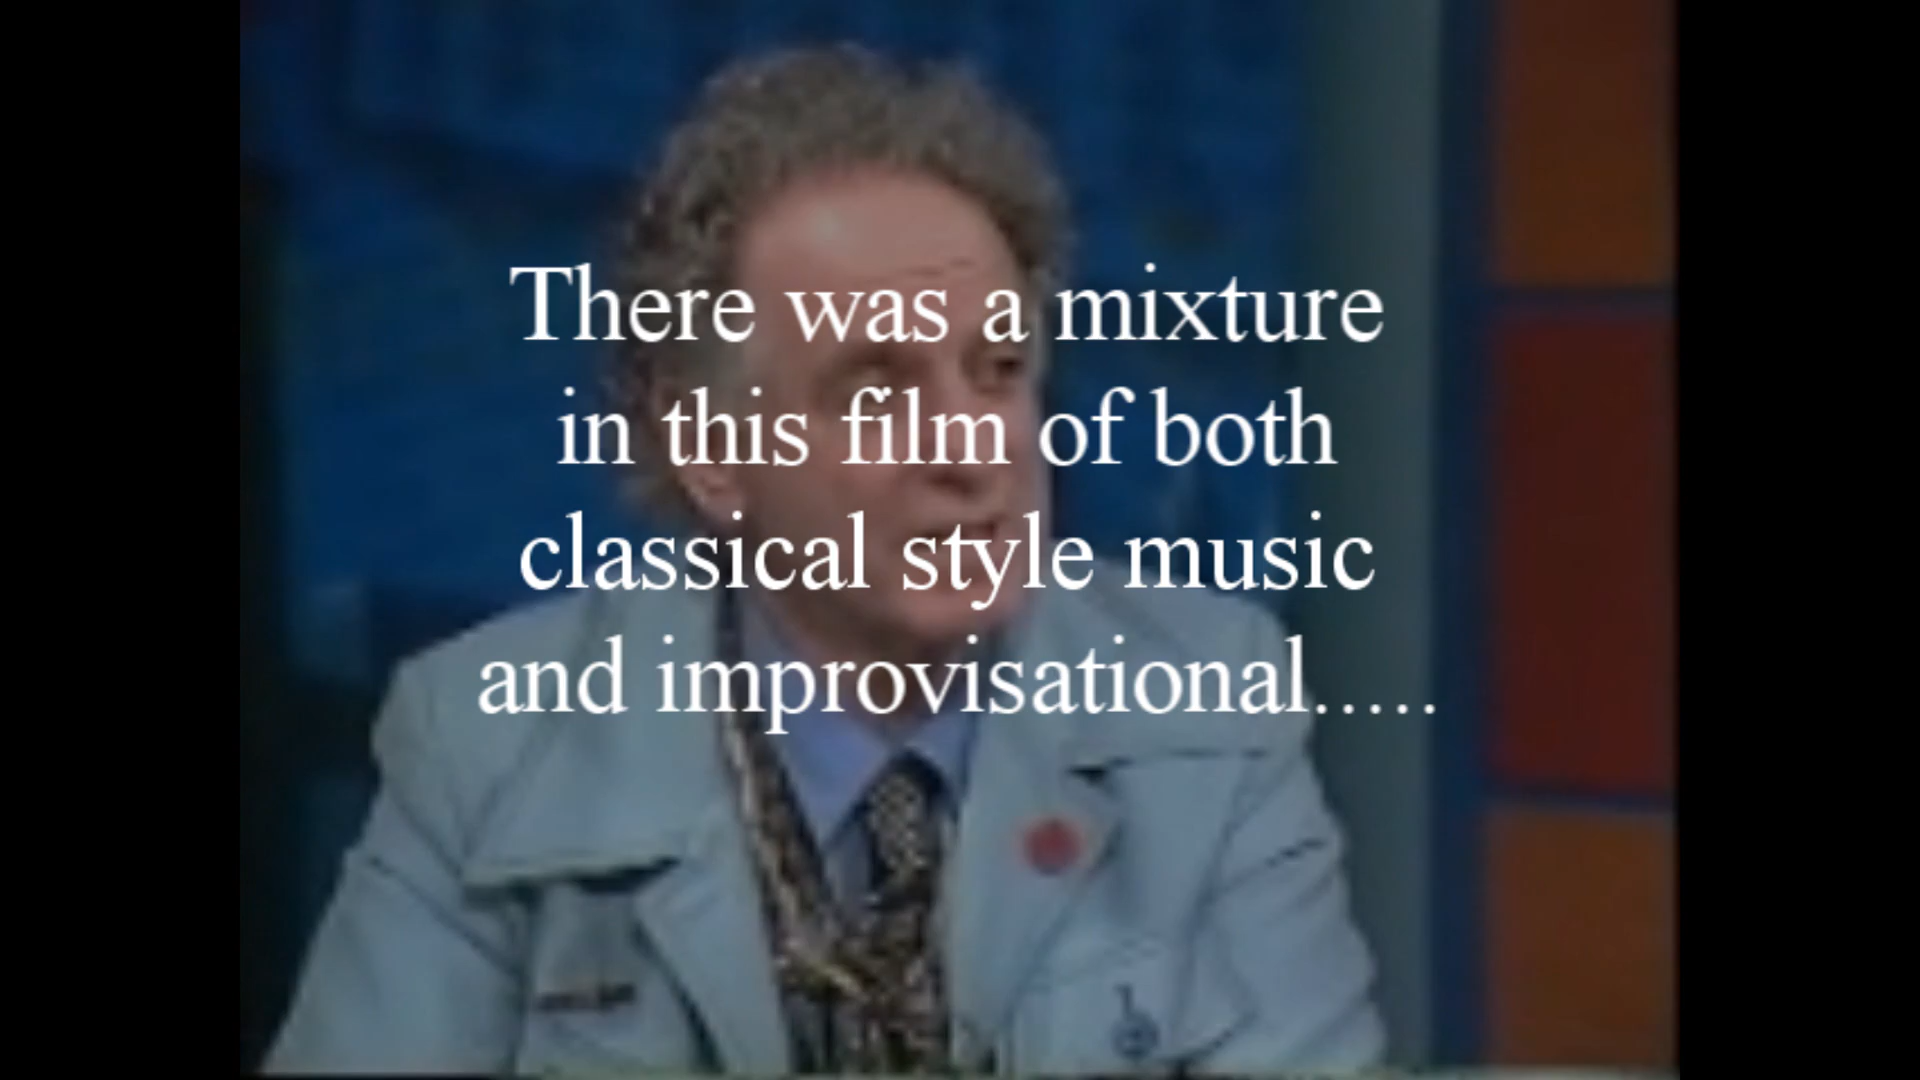 There was a mixture
in this film of both
classical style music
and improvisational.....